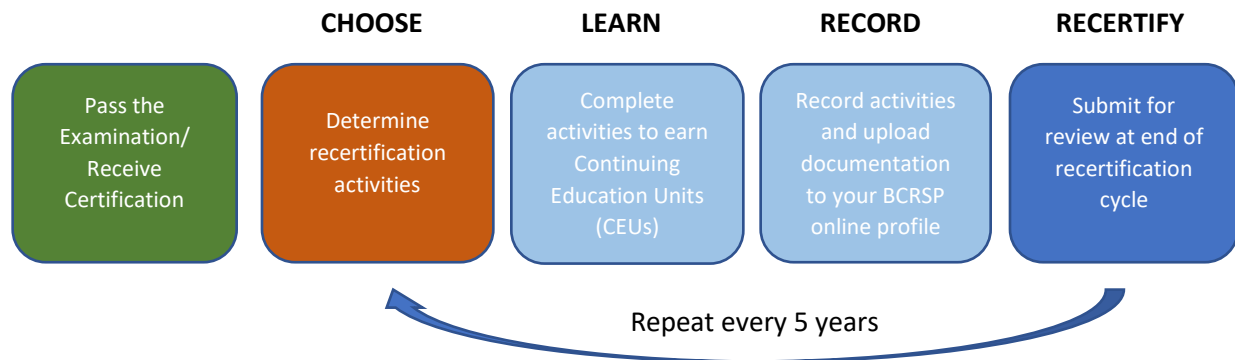 CHOOSE
LEARN
RECORD
RECERTIFY
Pass the
Examination/
Receive
Certification
Determine
recertification
activities
Complete
activities to earn
Continuing
Education Units
(CEUs)
Record activities
and upload
documentation
to your BCRSP
online profile
Submit for
review at end of
recertification
cycle
Repeat every 5 years